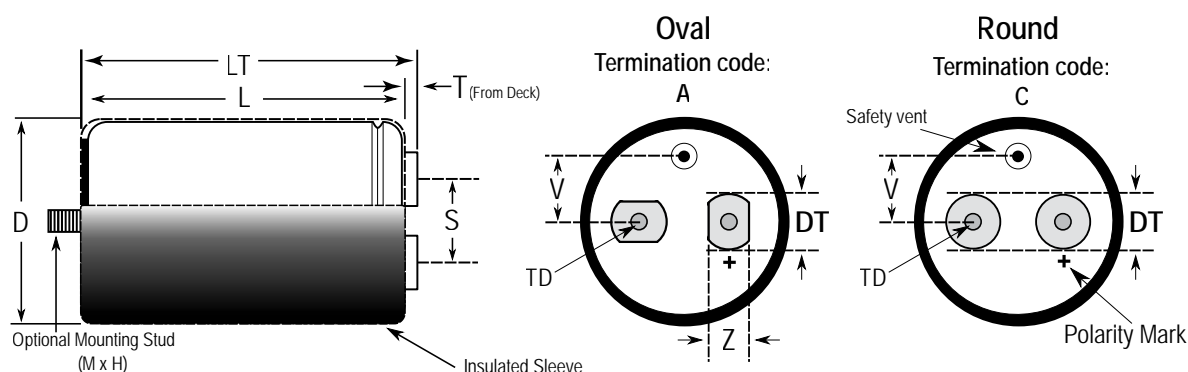 LT
L
T (From Deck)
D
S
Optional Mounting Stud
(M x H)
Insulated Sleeve
Oval
Termination code:
A
V
DT
TD
+
Z
Round
Termination code:
C
Safety vent
V
DT
TD
+
Polarity Mark